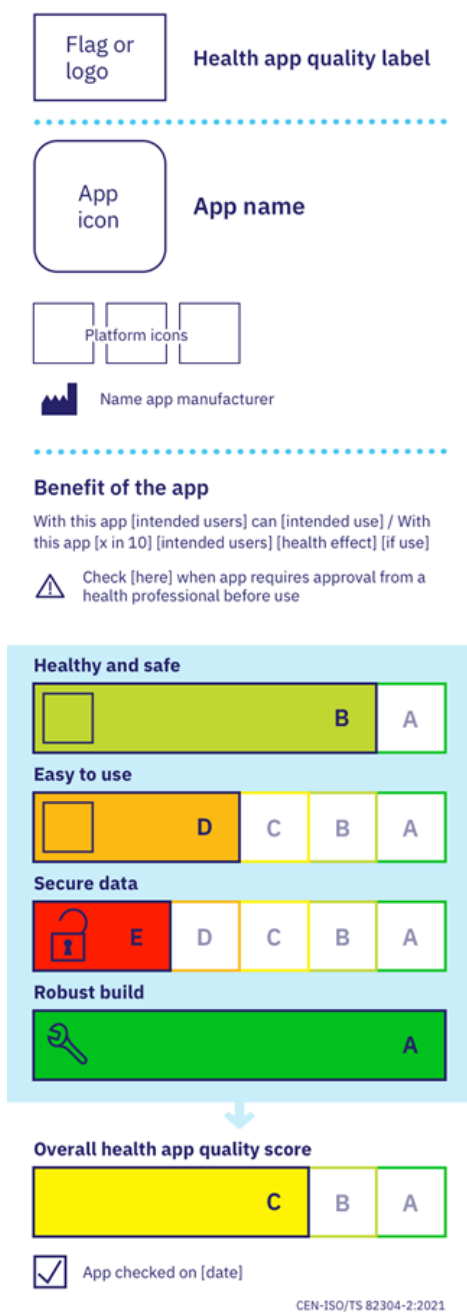 Flag or
logo
Health app quality label
App
icon
App name
Platform icons
Name app manufacturer
Benefit of the app
With this app [intended users] can [intended use] / With
this app [x in 10] [intended users] [health effect] [if use]
Check [here] when app requires approval from a
health professional before use
Healthy and safe
B A
Easy to use
D C B A
Secure data
E D C B A
Robust build
A
Overall health app quality score
C B A
App checked on [date]
CEN-ISO/TS 82304-2:2021